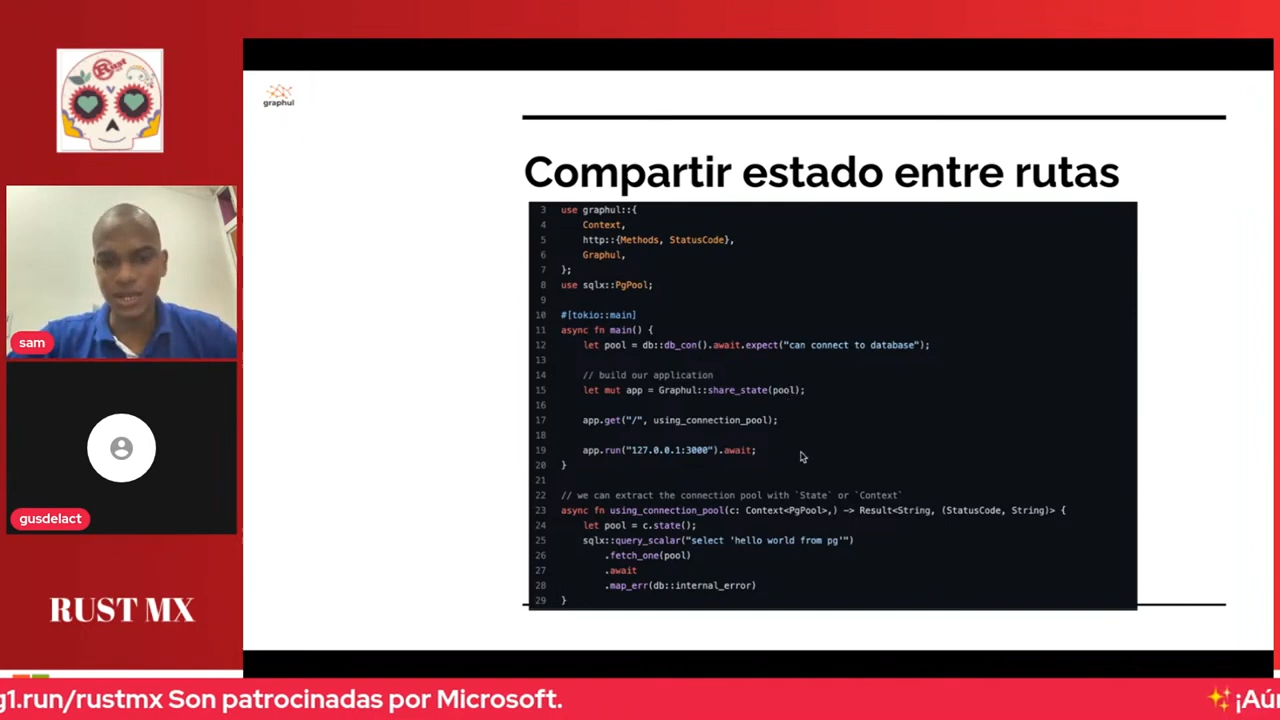 Rust
sam
gusdelact
RUST MX
graphul
Compartir estado entre rutas
3 use graphul::{
4 Context,
5 http::{Methods, StatusCode},
6 Graphul,
7 };
8 use sqlx::PgPool;
9
10 #[tokio::main]
11 async fn main() {
12 let pool = db::db_con().await.expect("can connect to database");
13
14 // build our application
15 let mut app = Graphul::share_state(pool);
16
17 app.get("/", using_connection_pool);
18
19 app.run("127.0.0.1:3000").await;
20 }
21
22 // we can extract the connection pool with `State` or `Context`
23 async fn using_connection_pool(c: Context<PgPool>,) -> Result<String, (StatusCode, String)> {
24 let pool = c.state();
25 sqlx::query_scalar("select 'hello world from pg'")
26 .fetch_one(pool)
27 .await
28 .map_err(db::internal_error)
29 }
g1.run/rustmx Son patrocinadas por Microsoft. ✨ ¡Aún